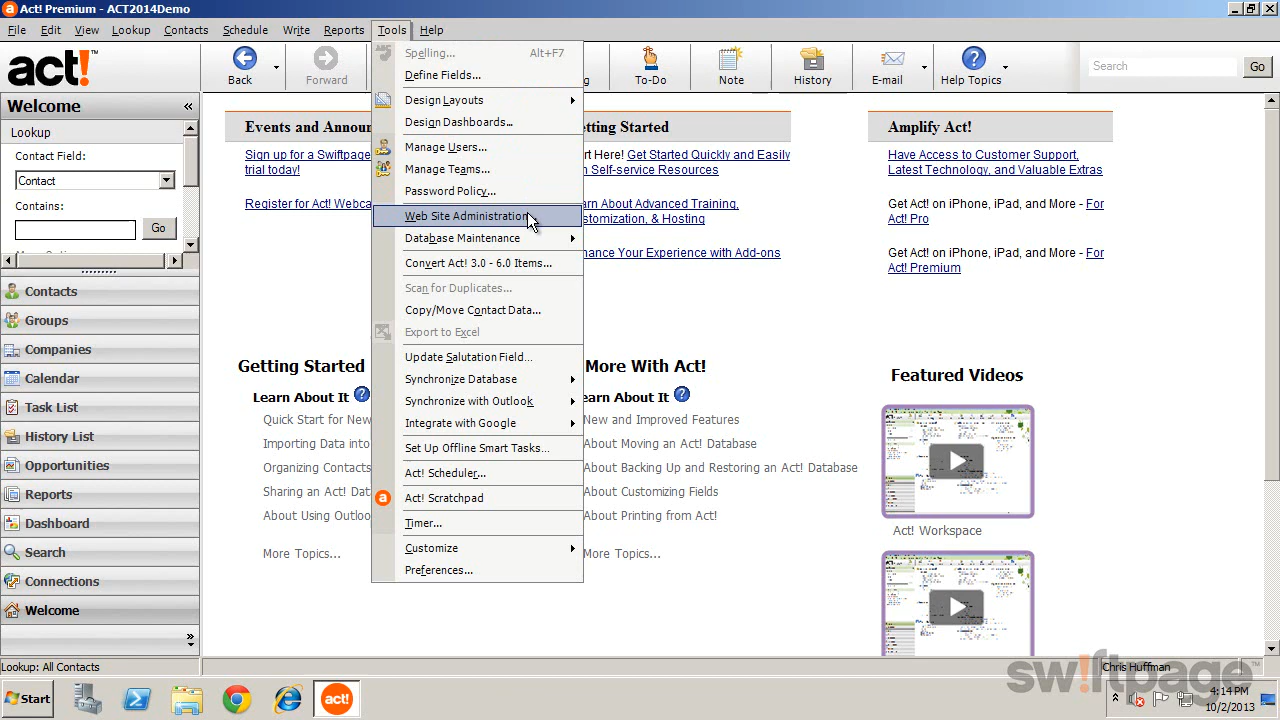 Act! Premium - ACT2014Demo
File Edit View Lookup Contacts Schedule Write Reports Tools Help
act!
Back
Forward
To-Do
Note
History
E-mail
Help Topics
Search
Go
Welcome
Lookup
Contact Field:
Contact
Contains:
Go
Contacts
Groups
Companies
Calendar
Task List
History List
Opportunities
Reports
Dashboard
Search
Connections
Welcome
Spelling... Alt+F7
Define Fields...
Design Layouts
Design Dashboards...
Manage Users...
Manage Teams...
Password Policy...
Web Site Administration
Database Maintenance
Convert Act! 3.0 - 6.0 Items...
Scan for Duplicates...
Copy/Move Contact Data...
Export to Excel
Update Salutation Field...
Synchronize Database
Synchronize with Outlook
Integrate with Google
Set Up Offline Smart Tasks...
Act! Scheduler...
a Act! Scratchpad
Timer...
Customize
Preferences...
Events and Announ
Sign up for a Swiftpage
trial today!
Register for Act! Webca
etting Started
Here! Get Started Quickly and Easily
Self-service Resources
arn About Advanced Training,
stomization, & Hosting
hance Your Experience with Add-ons
Amplify Act!
Have Access to Customer Support,
Latest Technology, and Valuable Extras
Get Act! on iPhone, iPad, and More - For
Act! Pro
Get Act! on iPhone, iPad, and More - For
Act! Premium
Getting Started
Learn About It ?
Quick Start for New
Importing Data into
Organizing Contacts
Sharing an Act! Dat
About Using Outloo
More Topics...
More With Act!
earn About It ?
New and Improved Features
About Moving an Act! Database
About Backing Up and Restoring an Act! Database
About Customizing Fields
About Printing from Act!
More Topics...
Featured Videos
Act! Workspace
Lookup: All Contacts
Chris Huffman
sw!ftpage
Start
act!
4:14 PM
10/2/2013